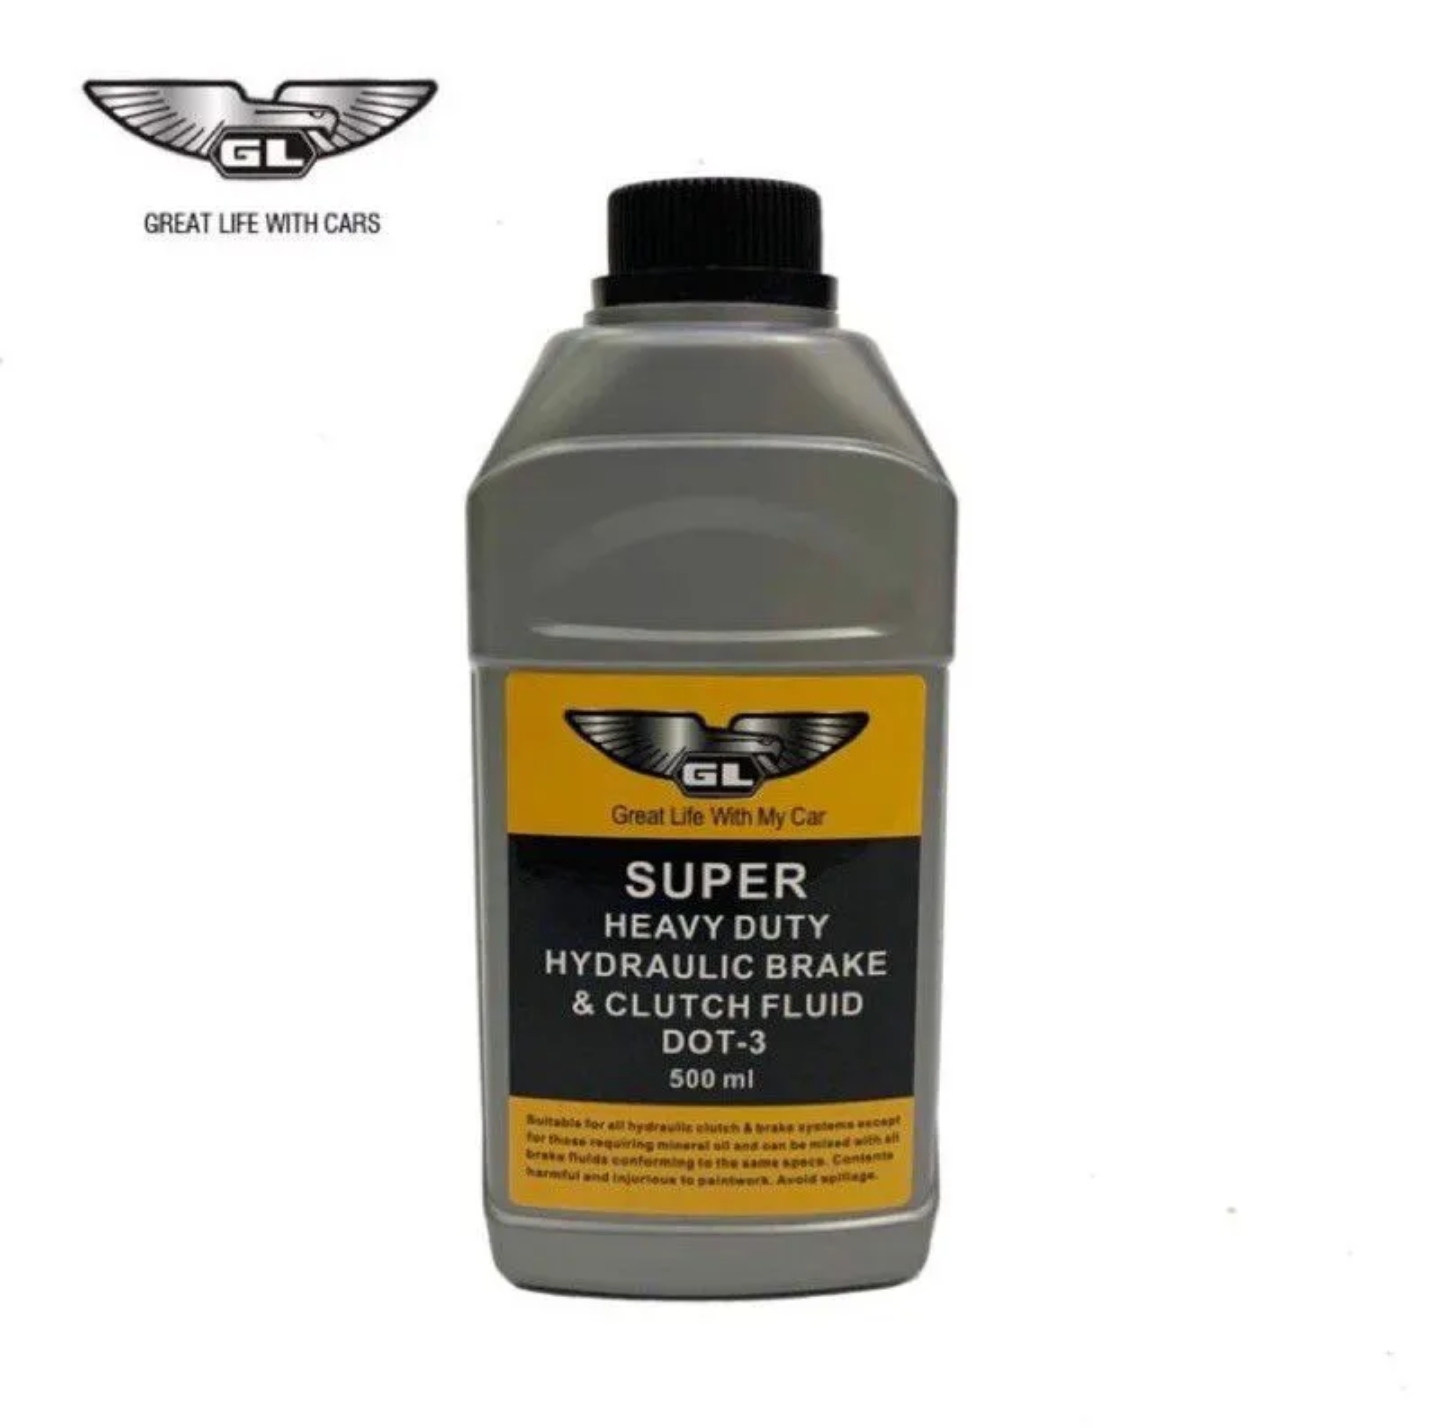 GL
GREAT LIFE WITH CARS
GL
Great Life With My Car
SUPER
HEAVY DUTY
HYDRAULIC BRAKE
& CLUTCH FLUID
DOT-3
500 ml
Suitable for all hydraulic clutch & brake systems except
for those requiring mineral oil and can be mixed with all
brake fluids conforming to the same specs. Contents
harmful and injurious to paintwork. Avoid spillage.